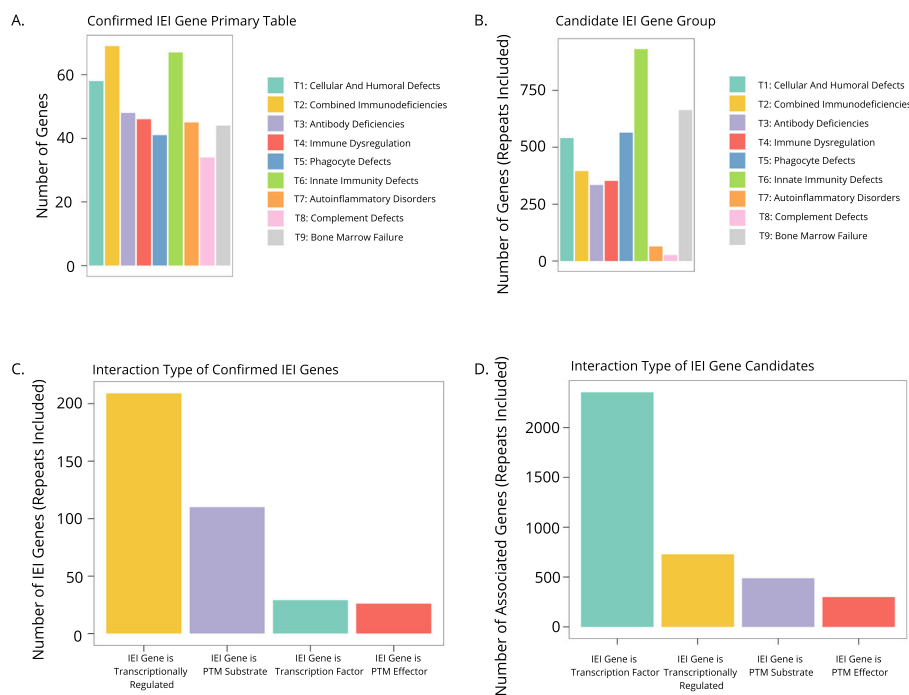 A.
Confirmed IEI Gene Primary Table
Number of Genes
60
40
20
0
T1: Cellular And Humoral Defects
T2: Combined Immunodeficiencies
T3: Antibody Deficiencies
T4: Immune Dysregulation
T5: Phagocyte Defects
T6: Innate Immunity Defects
T7: Autoinflammatory Disorders
T8: Complement Defects
T9: Bone Marrow Failure
B.
Candidate IEI Gene Group
Number of Genes (Repeats Included)
750
500
250
0
T1: Cellular And Humoral Defects
T2: Combined Immunodeficiencies
T3: Antibody Deficiencies
T4: Immune Dysregulation
T5: Phagocyte Defects
T6: Innate Immunity Defects
T7: Autoinflammatory Disorders
T8: Complement Defects
T9: Bone Marrow Failure
C.
Interaction Type of Confirmed IEI Genes
Number of IEI Genes (Repeats Included)
200
150
100
50
0
IEI Gene is
Transcriptionally
Regulated
IEI Gene is
PTM Substrate
IEI Gene is
Transcription Factor
IEI Gene is
PTM Effector
D.
Interaction Type of IEI Gene Candidates
Number of Associated Genes (Repeats Included)
2000
1500
1000
500
0
IEI Gene is
Transcription Factor
IEI Gene is
Transcriptionally
Regulated
IEI Gene is
PTM Substrate
IEI Gene is
PTM Effector